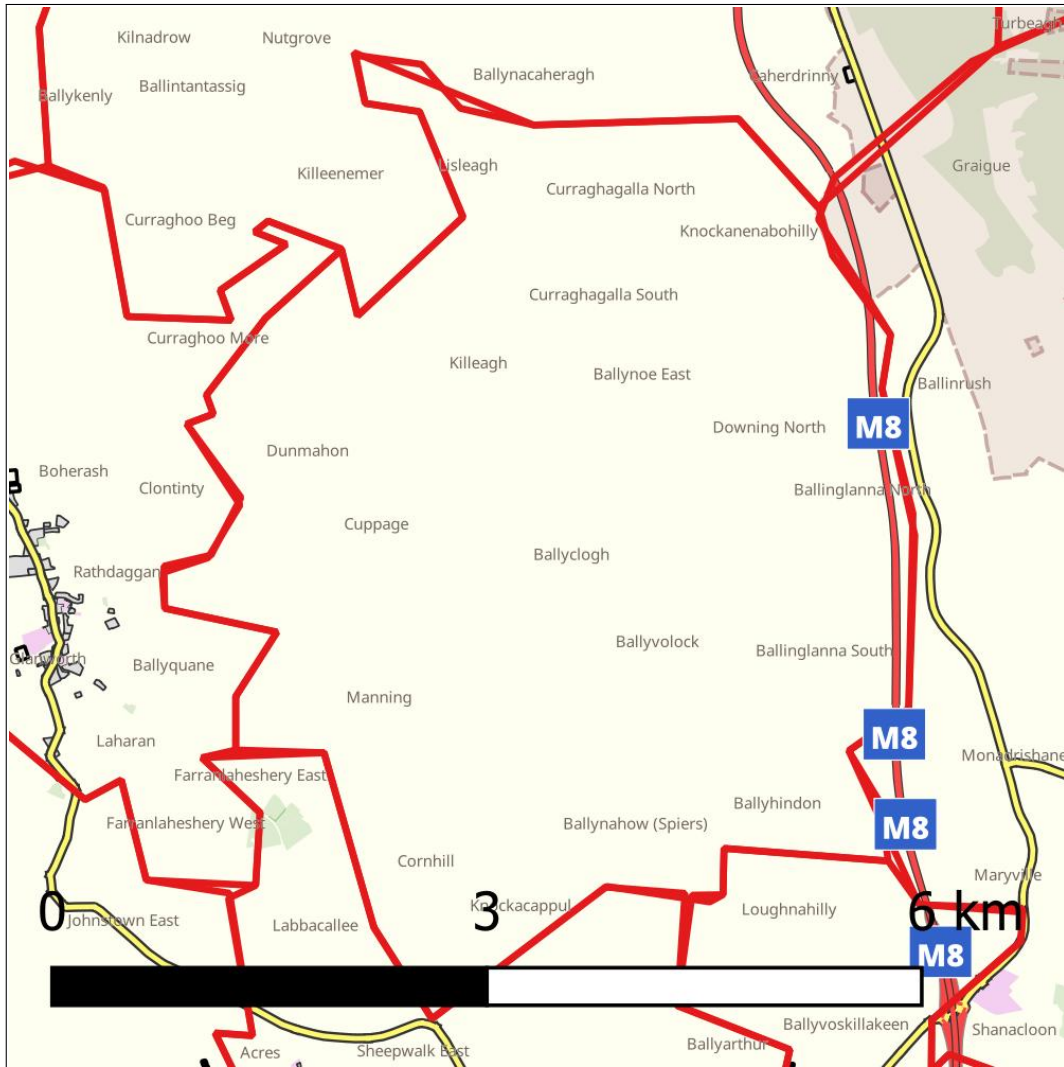 Turbeagh
Kilnadrow
Nutgrove
Ballynacaheragh
Caherdrinny
Ballintantassig
Ballykenly
Lisleagh
Graigue
Killeenemer
Curraghagalla North
Curraghoo Beg
Knockanenabohilly
Curraghagalla South
Curraghoo More
Killeagh
Ballynoe East
Ballinrush
M8
Downing North
Dunmahon
Boherash
Clontinty
Ballinglanna North
Cuppage
Ballyclogh
Rathdaggan
Ballyvolock
Ballinglanna South
Glanworth
Ballyquane
Manning
M8
Laharan
Monadrishane
Farranlaheshery East
Ballyhindon
Farranlaheshery West
Ballynahow (Spiers)
M8
Cornhill
Maryville
Knockacappul
Loughnahilly
0
3
6 km
Johnstown East
Labbacallee
M8
Ballyvoskillakeen
Shanacloon
Ballyarthur
Acres
Sheepwalk East